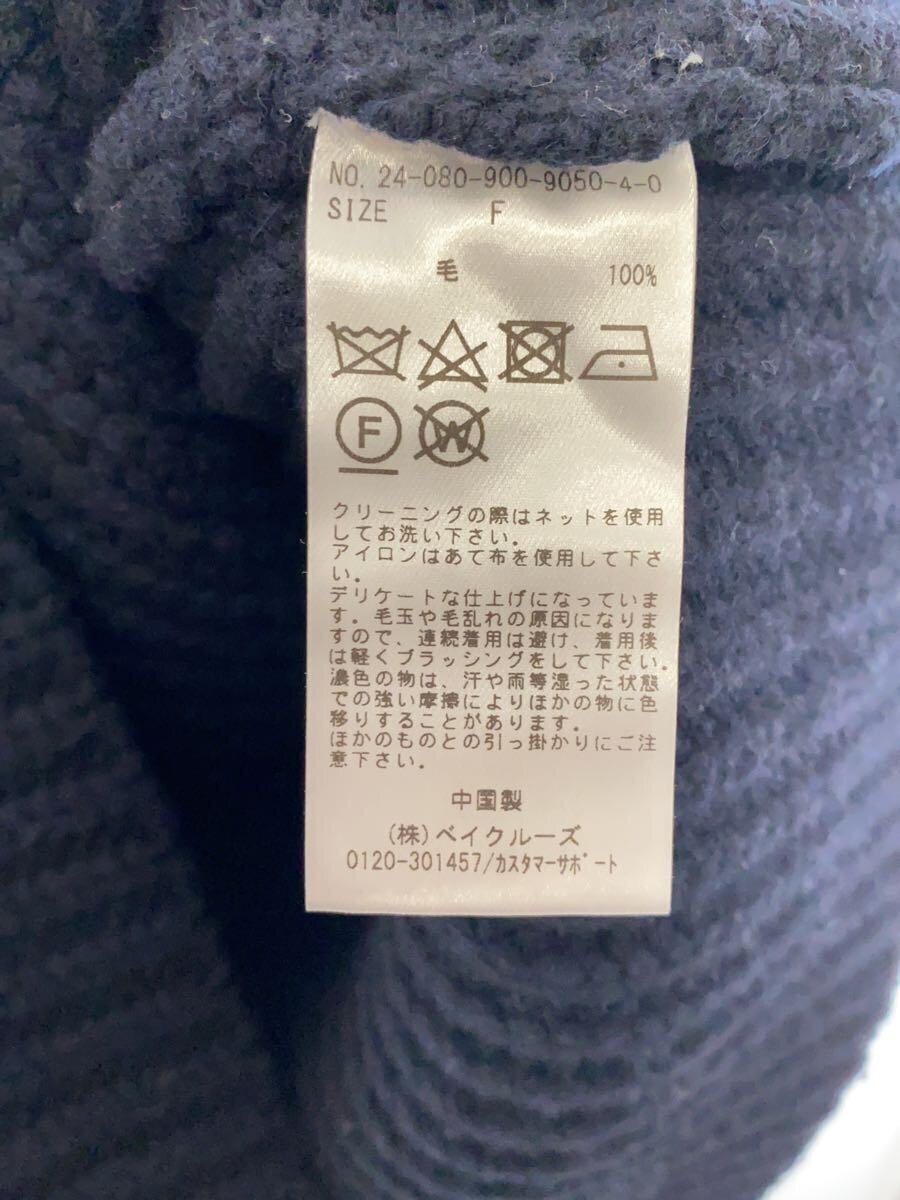 NO. 24-080-900-9050-4-0
SIZE F
毛 100%
F W
クリーニングの際はネットを使用
してお洗い下さい。
アイロンはあて布を使用して下さ
い。
デリケートな仕上げになっていま
す。毛玉や毛乱れの原因になりま
すので、連続着用は避け、着用後
は軽くブラッシングをして下さい。
濃色の物は、汗や雨等湿った状態
での強い摩擦によりほかの物に色
移りすることがあります。
ほかのものとの引っ掛かりにご注
意下さい。
中国製
(株)ベイクルーズ
0120-301457/ｶｽﾀﾏｰｻﾎﾟｰﾄ